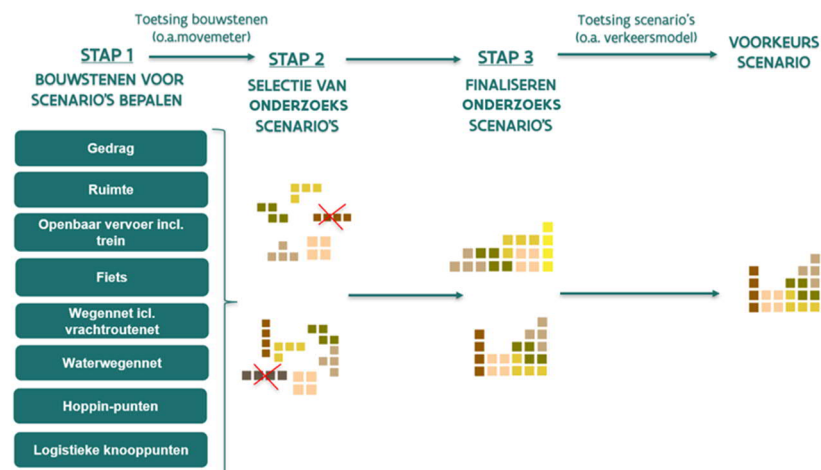 Toetsing bouwstenen
(o.a.movemeter)
Toetsing scenario's
(o.a. verkeersmodel)
STAP 1
BOUWSTENEN VOOR
SCENARIO'S BEPALEN
STAP 2
SELECTIE VAN
ONDERZOEKS
SCENARIO'S
STAP 3
FINALISEREN
ONDERZOEKS
SCENARIO'S
VOORKEURS
SCENARIO
Gedrag
Ruimte
Openbaar vervoer incl.
trein
Fiets
Wegennet icl.
vrachtroutenet
Waterwegennet
Hoppin-punten
Logistieke knooppunten